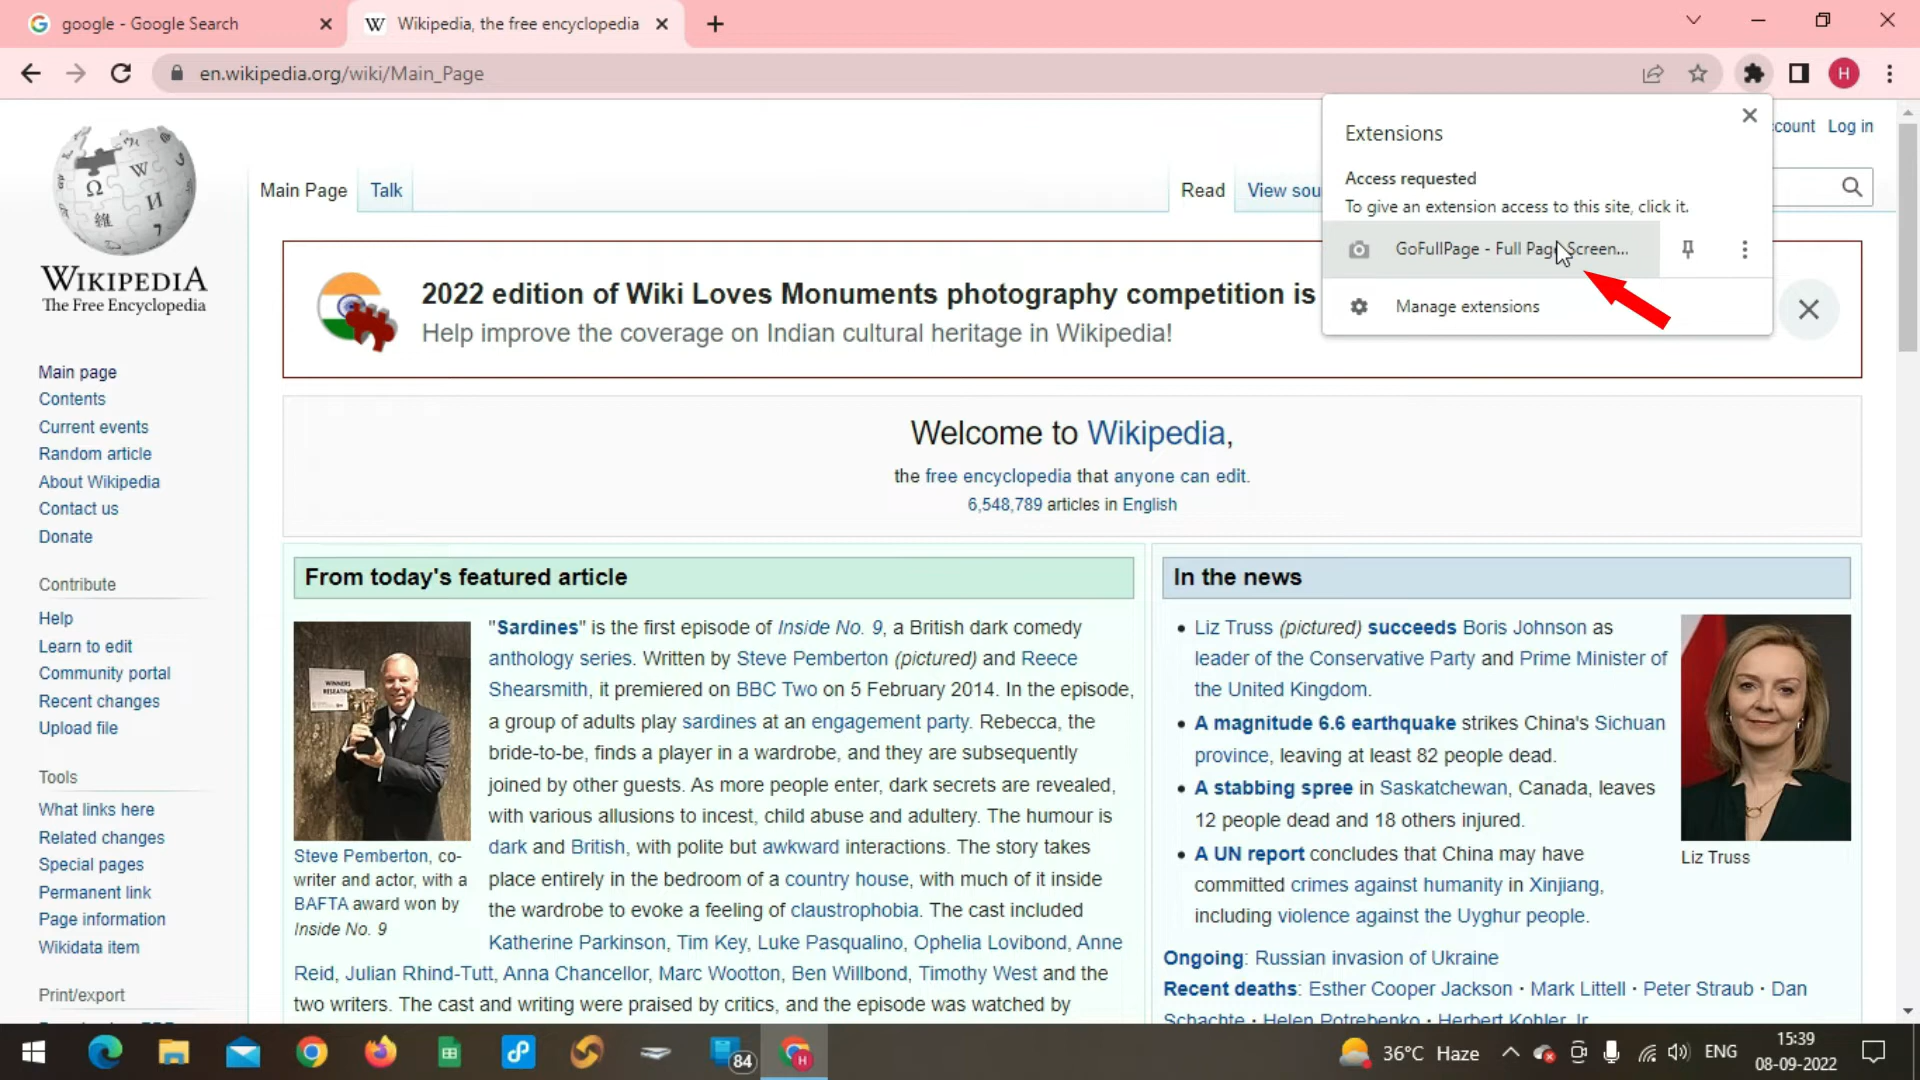 google - Google Search
Wikipedia, the free encyclopedia
en.wikipedia.org/wiki/Main_Page
H
Extensions
Access requested
To give an extension access to this site, click it.
GoFullPage - Full Page Screen...
Manage extensions
count Log in
WIKIPEDIA
The Free Encyclopedia
Main page
Contents
Current events
Random article
About Wikipedia
Contact us
Donate
Contribute
Help
Learn to edit
Community portal
Recent changes
Upload file
Tools
What links here
Related changes
Special pages
Permanent link
Page information
Wikidata item
Print/export
Main Page Talk Read View sou
2022 edition of Wiki Loves Monuments photography competition is
Help improve the coverage on Indian cultural heritage in Wikipedia!
Welcome to Wikipedia,
the free encyclopedia that anyone can edit.
6,548,789 articles in English
From today's featured article
WINNERS
"Sardines" is the first episode of Inside No. 9, a British dark comedy
anthology series. Written by Steve Pemberton (pictured) and Reece
Shearsmith, it premiered on BBC Two on 5 February 2014. In the episode,
a group of adults play sardines at an engagement party. Rebecca, the
bride-to-be, finds a player in a wardrobe, and they are subsequently
joined by other guests. As more people enter, dark secrets are revealed,
with various allusions to incest, child abuse and adultery. The humour is
dark and British, with polite but awkward interactions. The story takes
place entirely in the bedroom of a country house, with much of it inside
the wardrobe to evoke a feeling of claustrophobia. The cast included
Katherine Parkinson, Tim Key, Luke Pasqualino, Ophelia Lovibond, Anne
Reid, Julian Rhind-Tutt, Anna Chancellor, Marc Wootton, Ben Willbond, Timothy West and the
two writers. The cast and writing were praised by critics, and the episode was watched by
Steve Pemberton, co-
writer and actor, with a
BAFTA award won by
Inside No. 9
In the news
Liz Truss (pictured) succeeds Boris Johnson as
leader of the Conservative Party and Prime Minister of
the United Kingdom.
A magnitude 6.6 earthquake strikes China's Sichuan
province, leaving at least 82 people dead.
A stabbing spree in Saskatchewan, Canada, leaves
12 people dead and 18 others injured.
A UN report concludes that China may have
committed crimes against humanity in Xinjiang,
including violence against the Uyghur people.
Liz Truss
Ongoing: Russian invasion of Ukraine
Recent deaths: Esther Cooper Jackson · Mark Littell · Peter Straub · Dan
Schachte · Helen Potrebenko · Herbert Kohler Jr
84
H
36°C Haze
ENG
15:39
08-09-2022